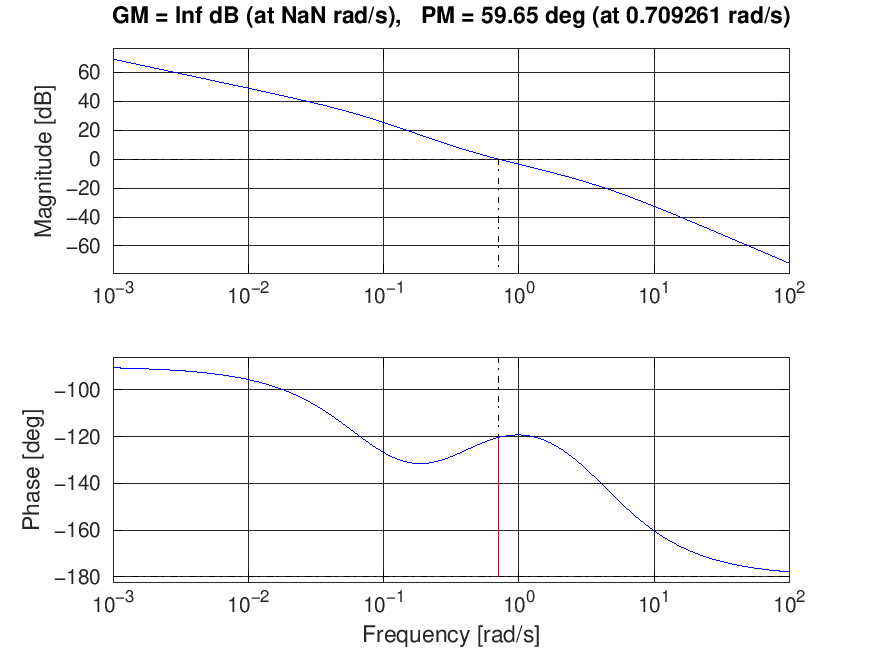 GM = Inf dB (at NaN rad/s),   PM = 59.65 deg (at 0.709261 rad/s)
Magnitude [dB]
60
40
20
0
−20
−40
−60
10^−3 10^−2 10^−1 10^0 10^1 10^2
Phase [deg]
−100
−120
−140
−160
−180
10^−3 10^−2 10^−1 10^0 10^1 10^2
Frequency [rad/s]